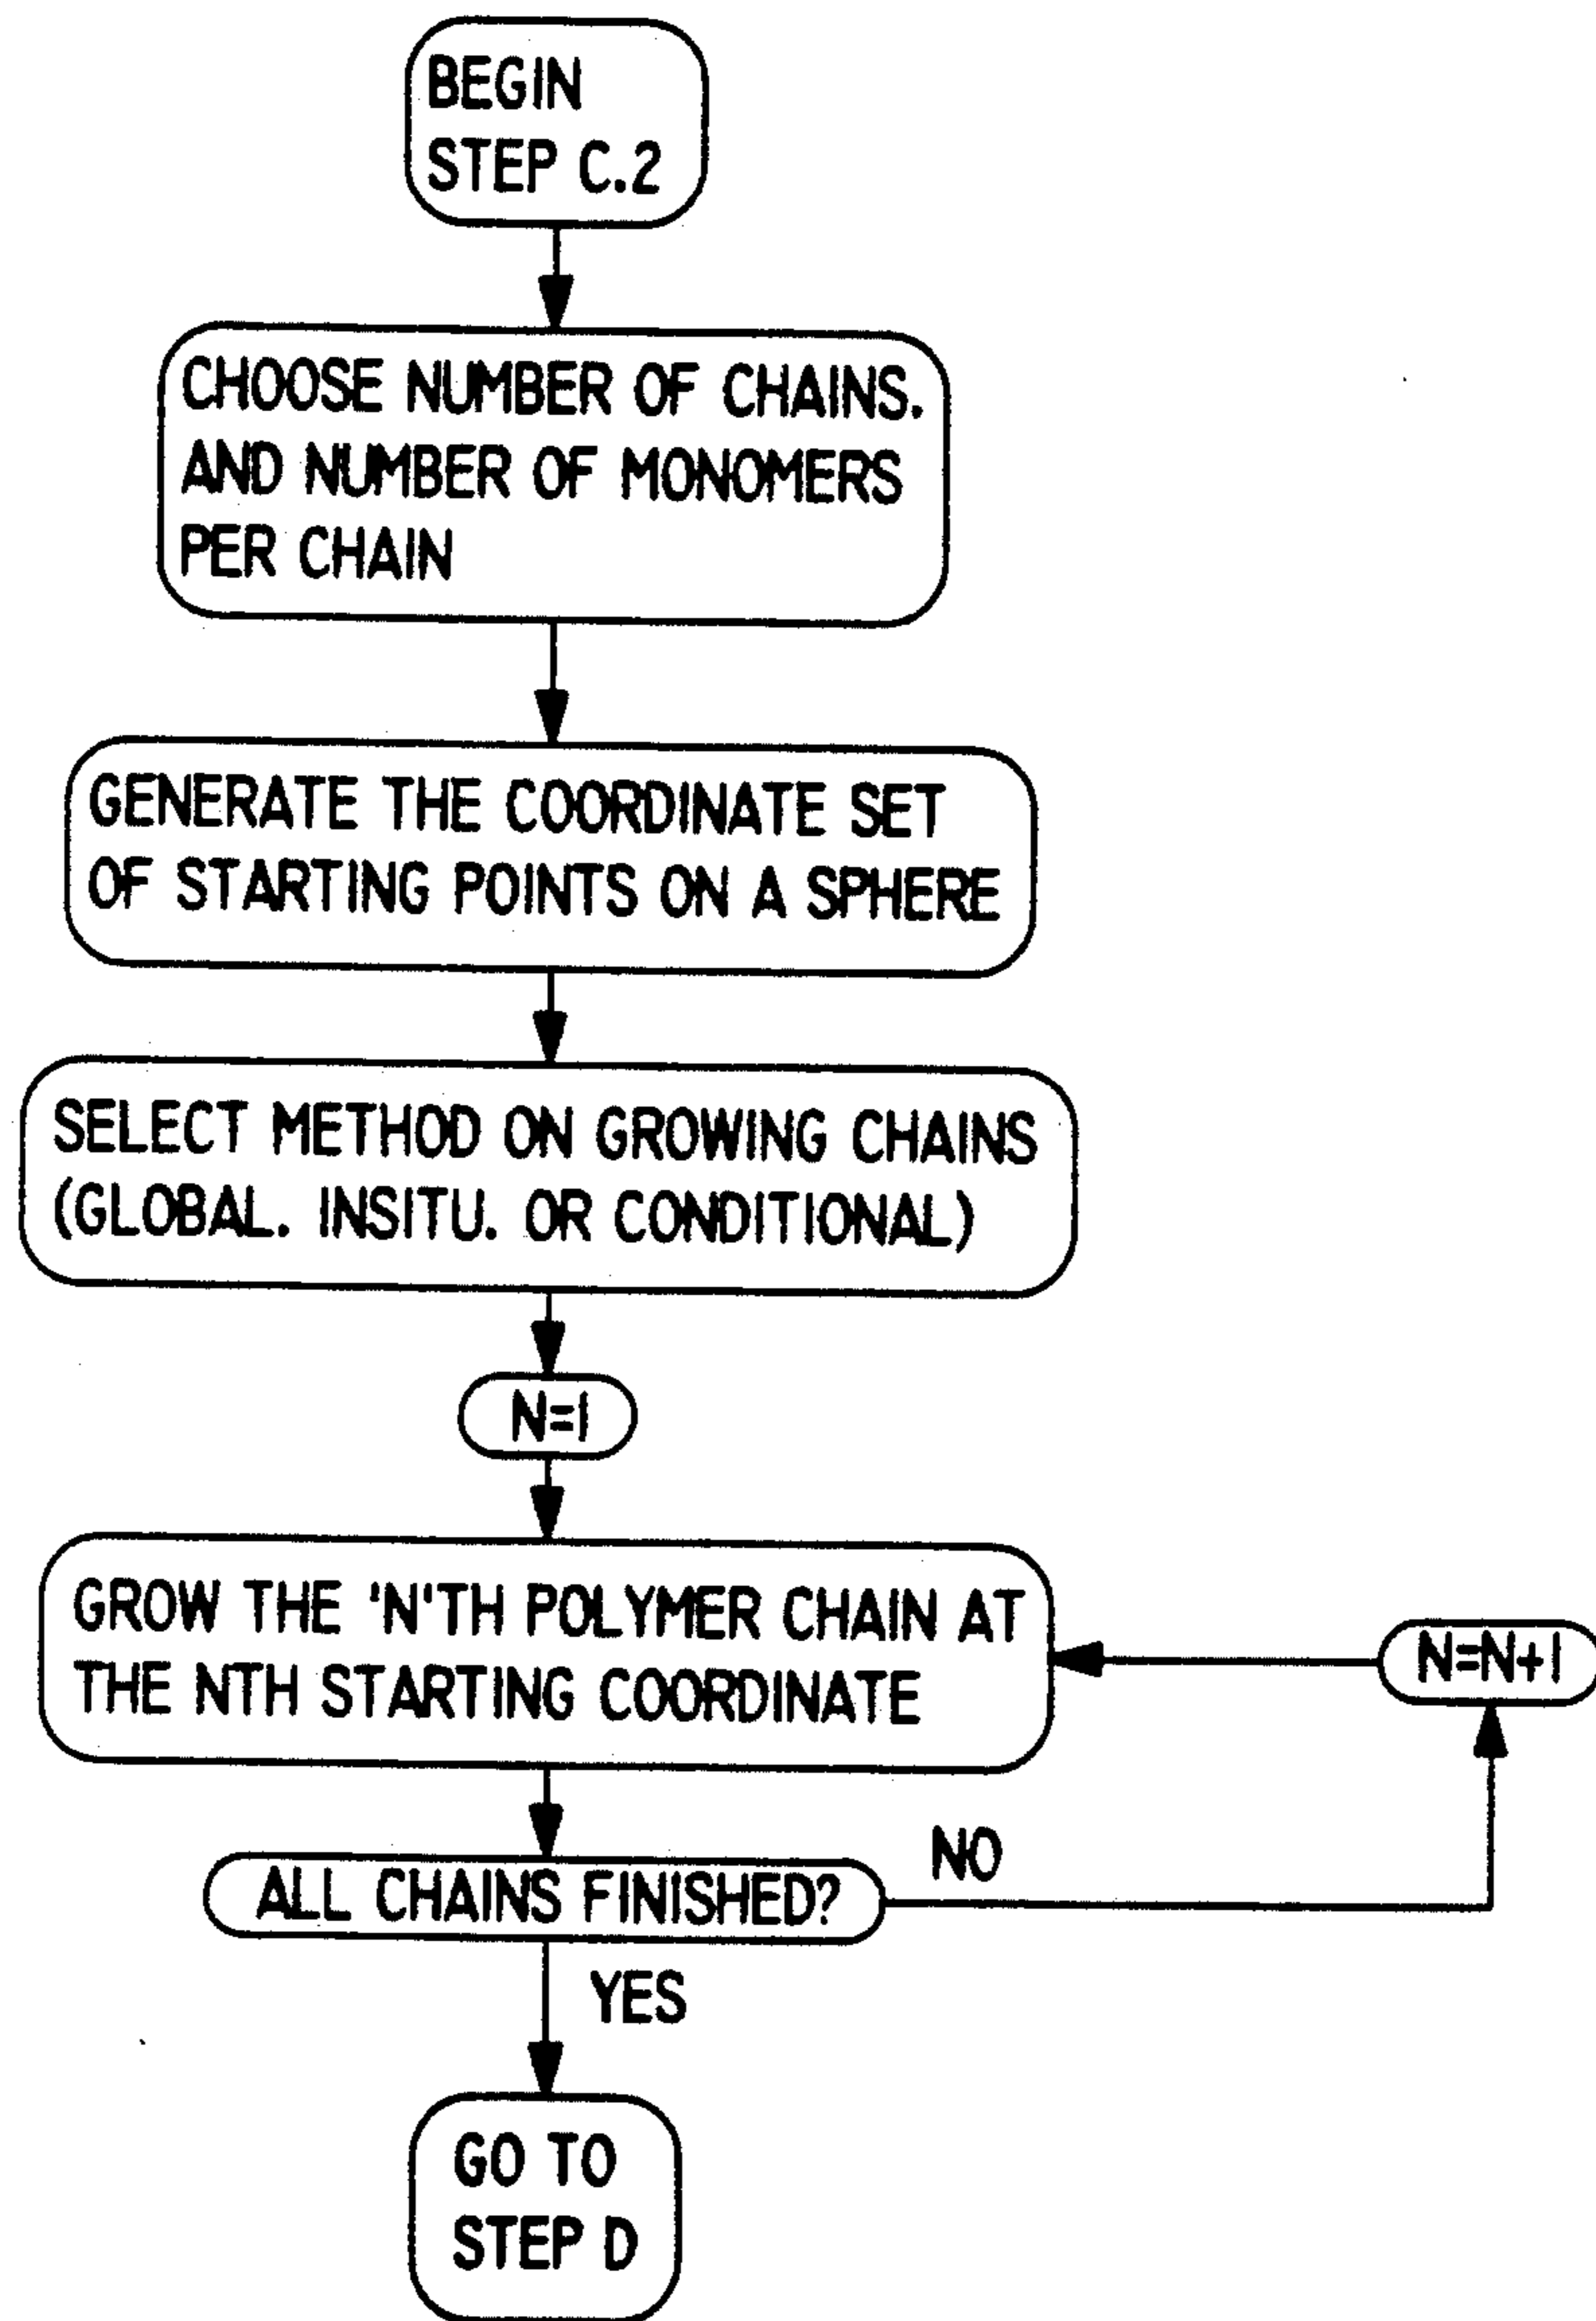 BEGIN
STEP C.2
CHOOSE NUMBER OF CHAINS.
AND NUMBER OF MONOMERS
PER CHAIN
GENERATE THE COORDINATE SET
OF STARTING POINTS ON A SPHERE
SELECT METHOD ON GROWING CHAINS
(GLOBAL. INSITU. OR CONDITIONAL)
N=1
GROW THE 'N'TH POLYMER CHAIN AT
THE NTH STARTING COORDINATE
N=N+1
ALL CHAINS FINISHED?
NO
YES
GO TO
STEP D